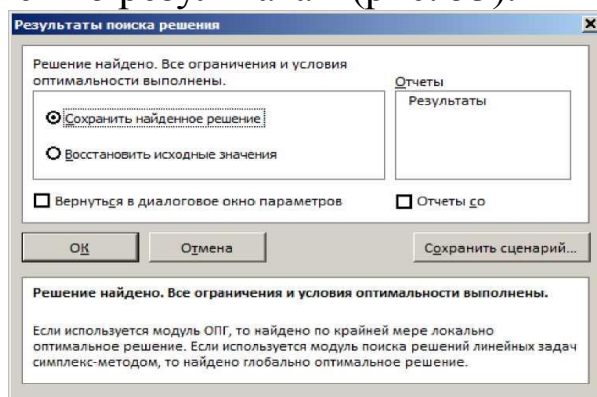 Результаты поиска решения
Решение найдено. Все ограничения и условия
оптимальности выполнены.
Отчеты
Результаты
Сохранить найденное решение
Восстановить исходные значения
Вернуться в диалоговое окно параметров
Отчеты со
ОК
Отмена
Сохранить сценарий...
Решение найдено. Все ограничения и условия оптимальности выполнены.
Если используется модуль ОПГ, то найдено по крайней мере локально
оптимальное решение. Если используется модуль поиска решений линейных задач
симплекс-методом, то найдено глобально оптимальное решение.